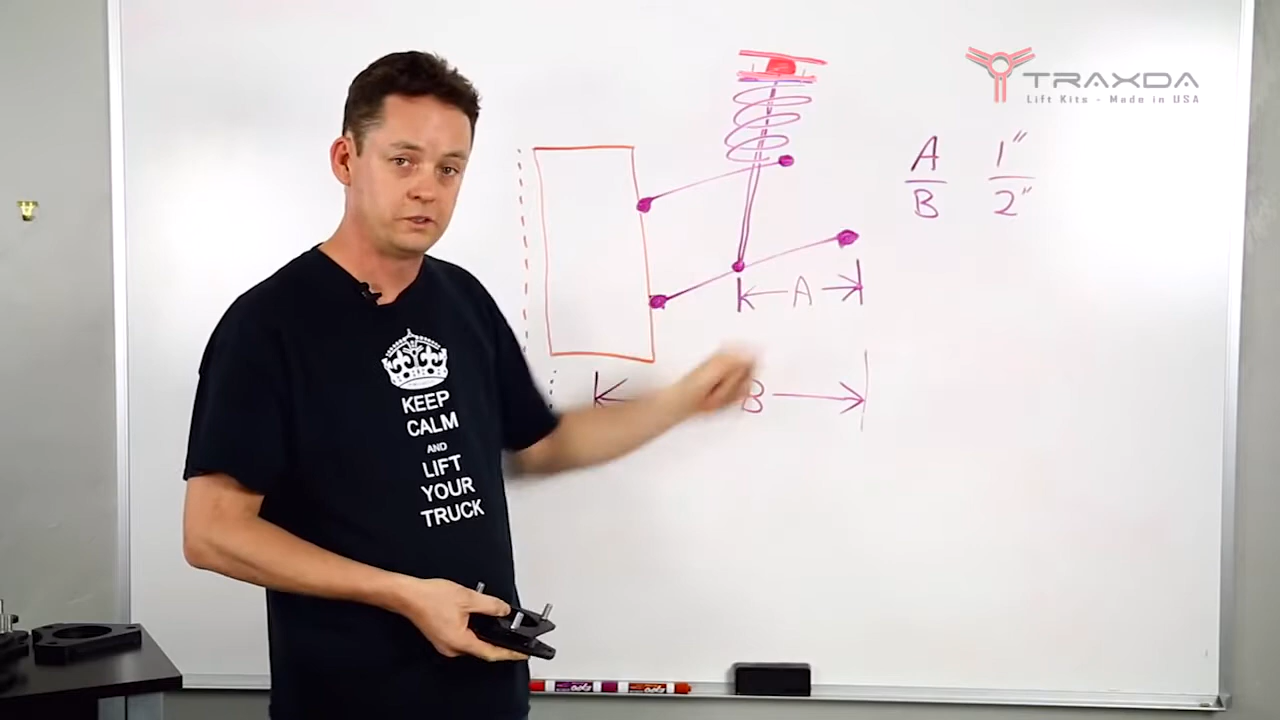 TRAXDA
Lift Kits - Made in USA
A 1"
B 2"
A
B
KEEP
CALM
AND
LIFT
YOUR
TRUCK